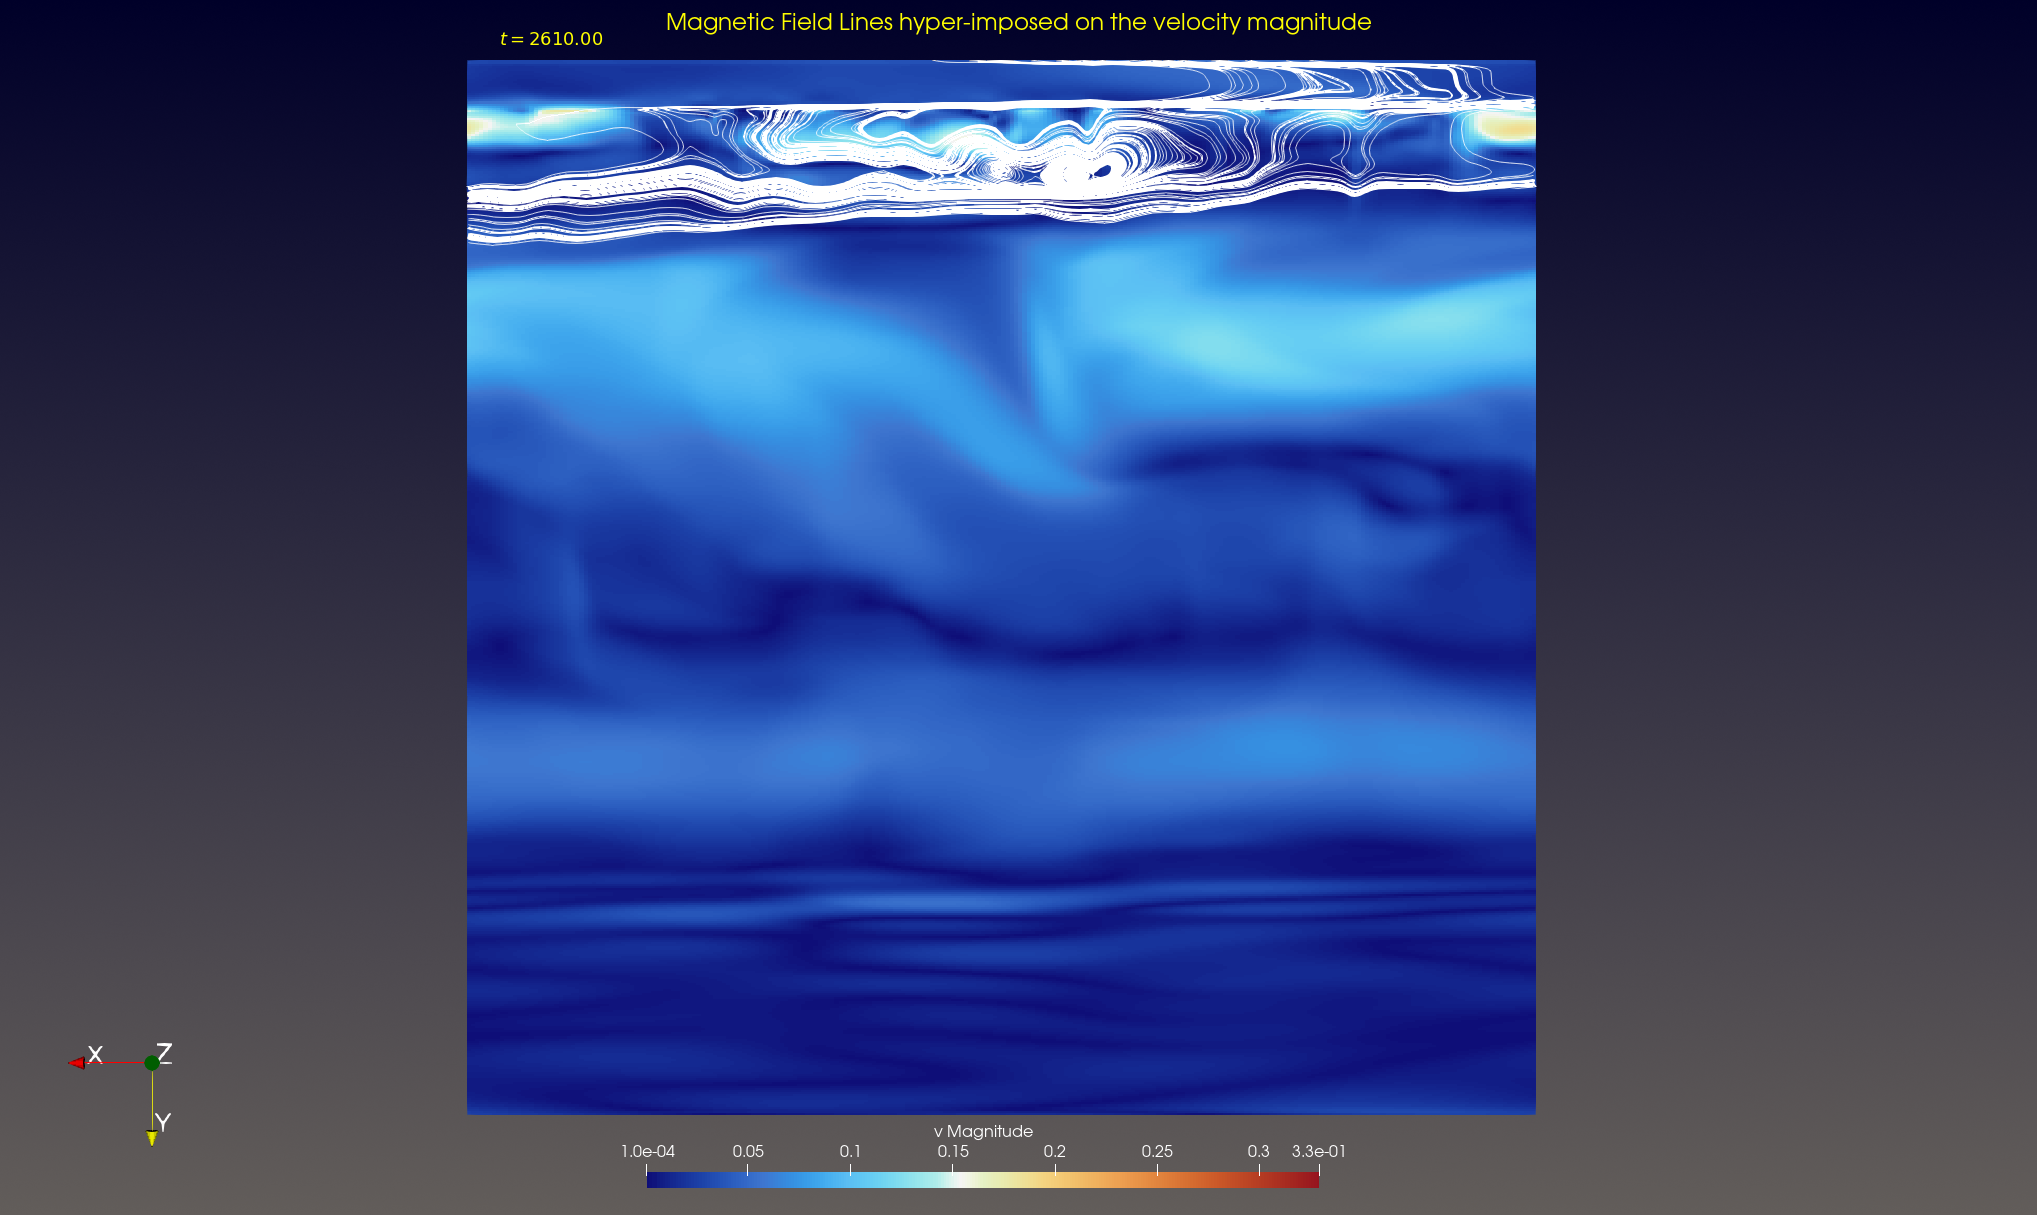 Magnetic Field Lines hyper-imposed on the velocity magnitude
t = 2610.00
X
Z
Y
v Magnitude
1.0e-04 0.05 0.1 0.15 0.2 0.25 0.3 3.3e-01